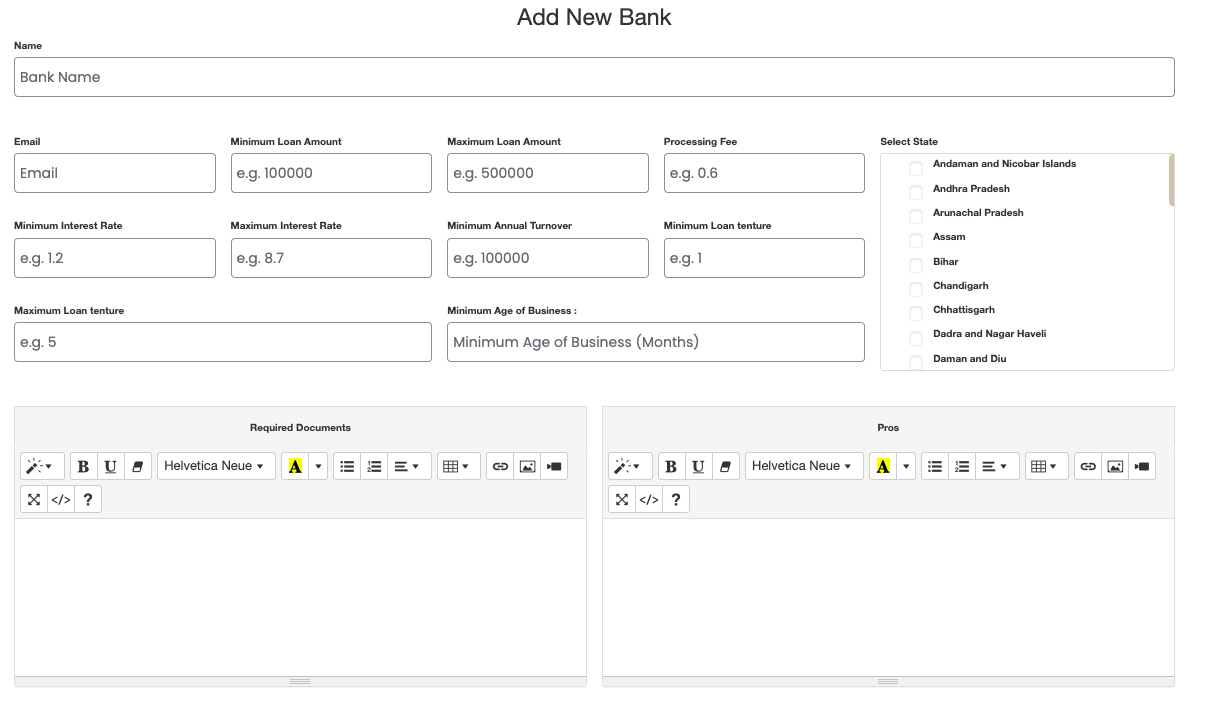 Add New Bank
Name
Bank Name
Email
Minimum Loan Amount
Maximum Loan Amount
Processing Fee
Select State
Email
e.g. 100000
e.g. 500000
e.g. 0.6
Minimum Interest Rate
Maximum Interest Rate
Minimum Annual Turnover
Minimum Loan tenture
e.g. 1.2
e.g. 8.7
e.g. 100000
e.g. 1
Maximum Loan tenture
Minimum Age of Business :
e.g. 5
Minimum Age of Business (Months)
Andaman and Nicobar Islands
Andhra Pradesh
Arunachal Pradesh
Assam
Bihar
Chandigarh
Chhattisgarh
Dadra and Nagar Haveli
Daman and Diu
Required Documents
B U Helvetica Neue A
</> ?
Pros
B U Helvetica Neue A
</> ?